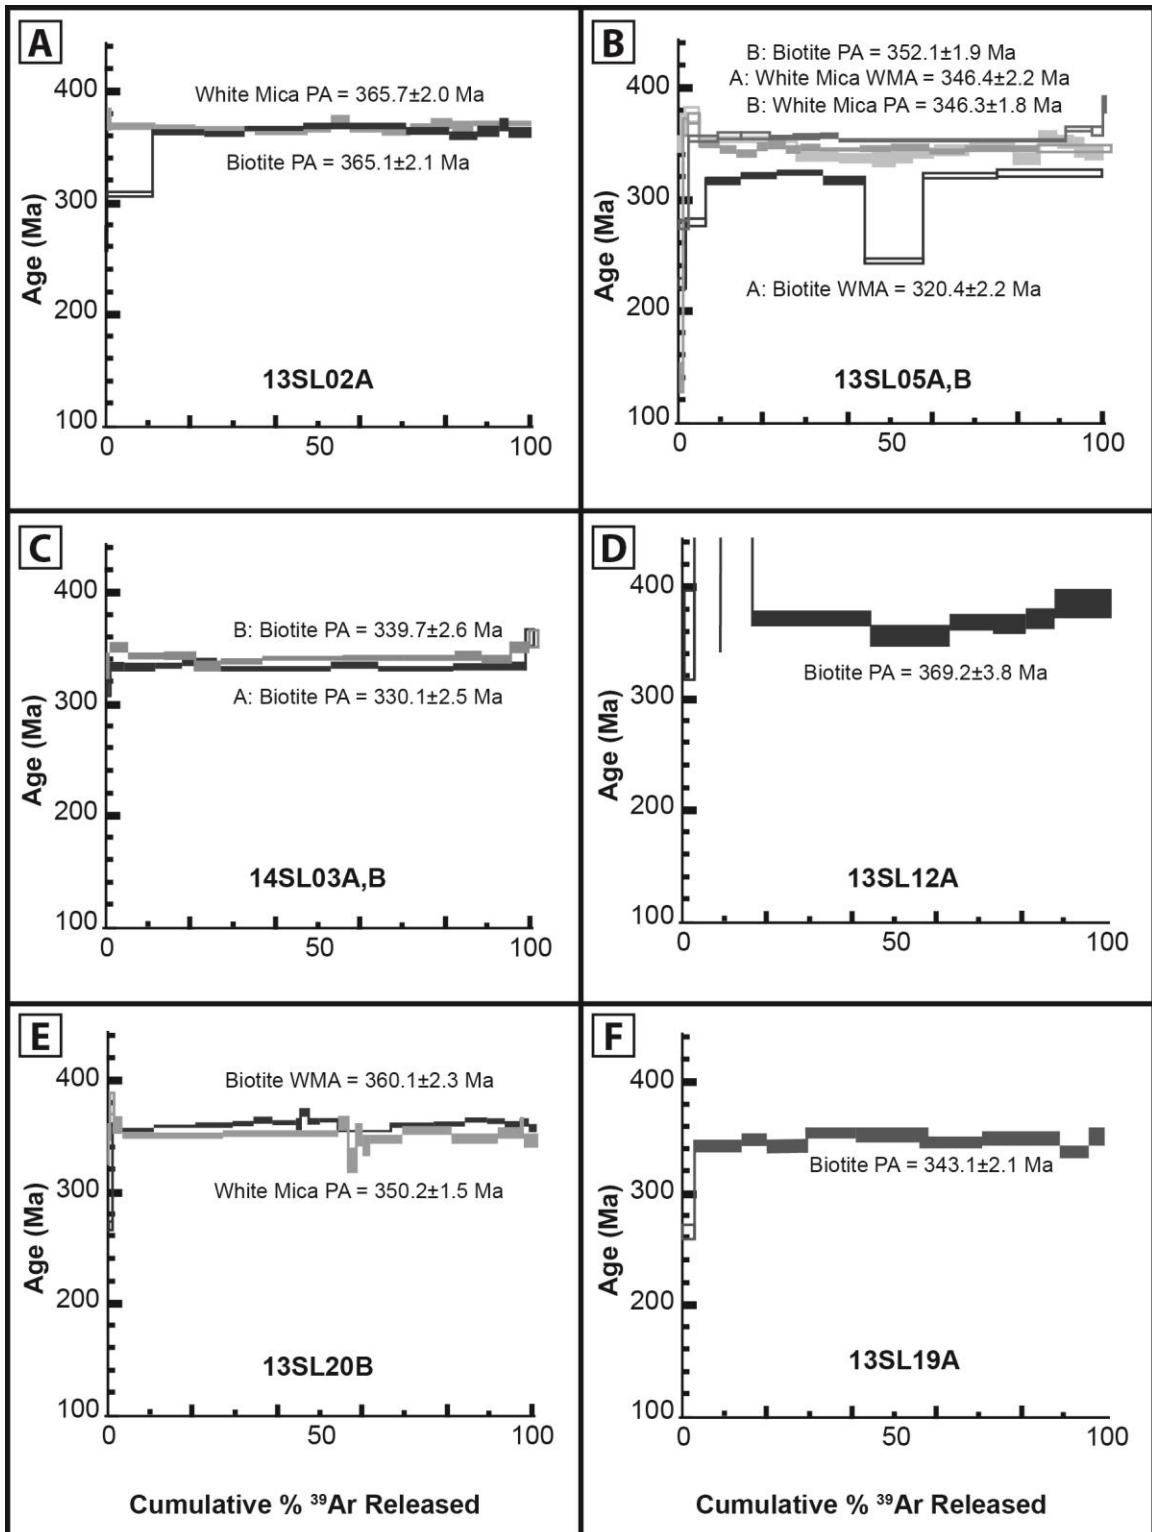 A
Age (Ma)
400
300
200
100
White Mica PA = 365.7±2.0 Ma
Biotite PA = 365.1±2.1 Ma
13SL02A
0 50 100
B
Age (Ma)
400
300
200
100
B: Biotite PA = 352.1±1.9 Ma
A: White Mica WMA = 346.4±2.2 Ma
B: White Mica PA = 346.3±1.8 Ma
A: Biotite WMA = 320.4±2.2 Ma
13SL05A,B
0 50 100
C
Age (Ma)
400
300
200
100
B: Biotite PA = 339.7±2.6 Ma
A: Biotite PA = 330.1±2.5 Ma
14SL03A,B
0 50 100
D
Age (Ma)
400
300
200
100
Biotite PA = 369.2±3.8 Ma
13SL12A
0 50 100
E
Age (Ma)
400
300
200
100
Biotite WMA = 360.1±2.3 Ma
White Mica PA = 350.2±1.5 Ma
13SL20B
0 50 100
Cumulative % ³⁹Ar Released
F
Age (Ma)
400
300
200
100
Biotite PA = 343.1±2.1 Ma
13SL19A
0 50 100
Cumulative % ³⁹Ar Released